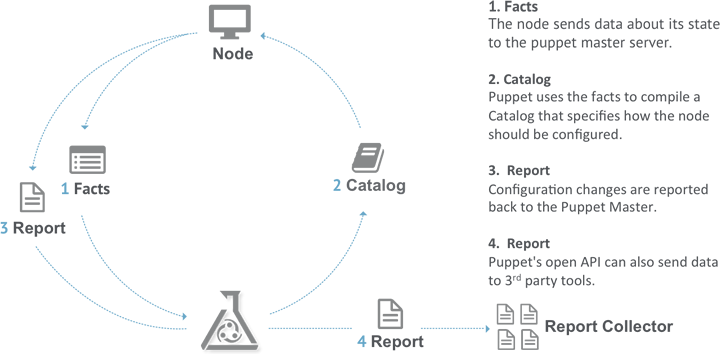 Node
1 Facts
2 Catalog
3 Report
4 Report
Report Collector
1. Facts
The node sends data about its state
to the puppet master server.
2. Catalog
Puppet uses the facts to compile a
Catalog that specifies how the node
should be configured.
3. Report
Configuration changes are reported
back to the Puppet Master.
4. Report
Puppet's open API can also send data
to 3rd party tools.